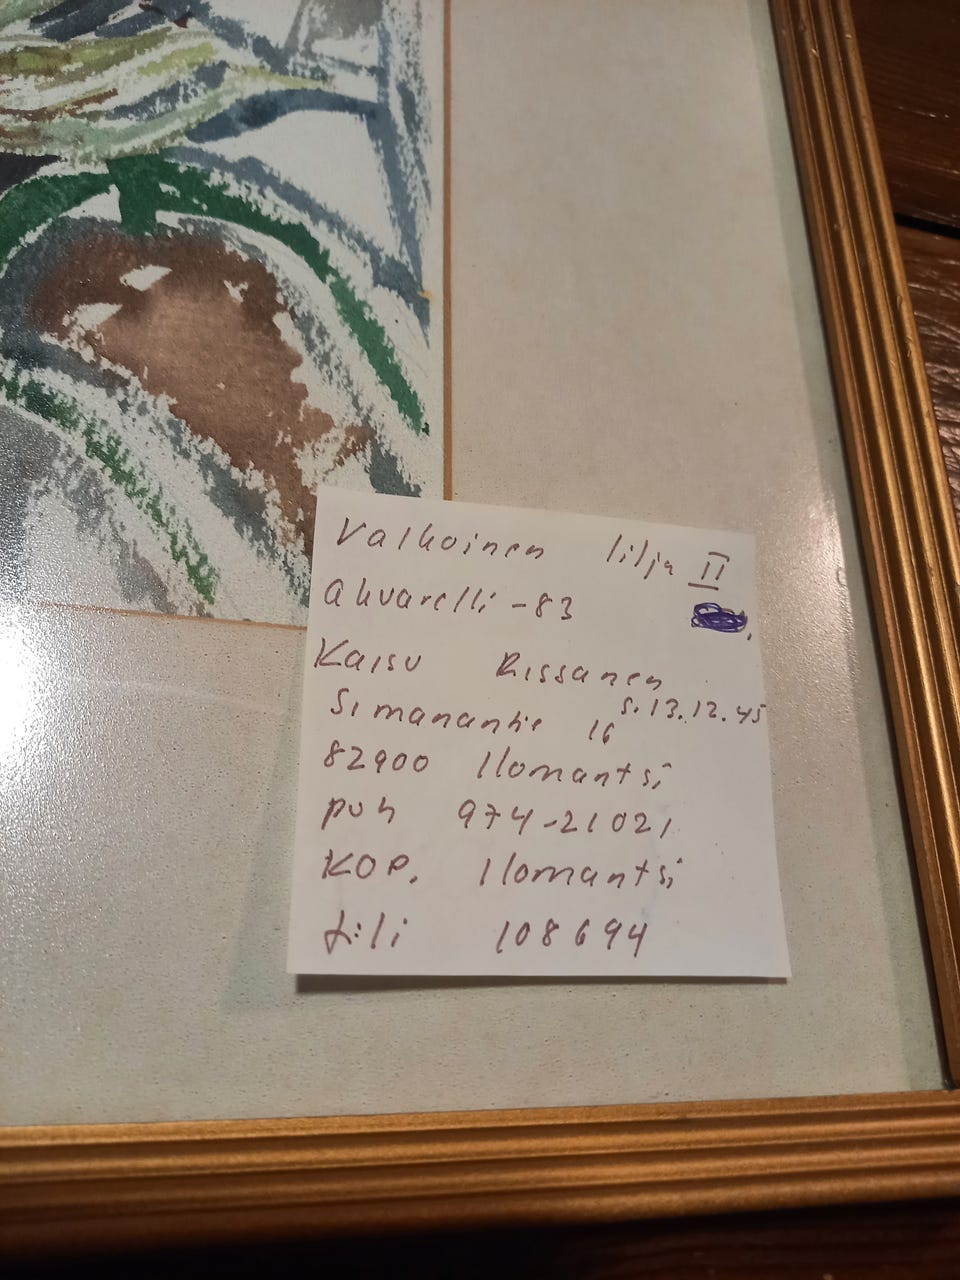 Valkoinen lilja II
akvarelli -83
Kaisu Rissanen
s. 13.12.45
Simanantie 16
82900 Ilomantsi
puh 974-21021
KOP. Ilomantsi
tili 108694